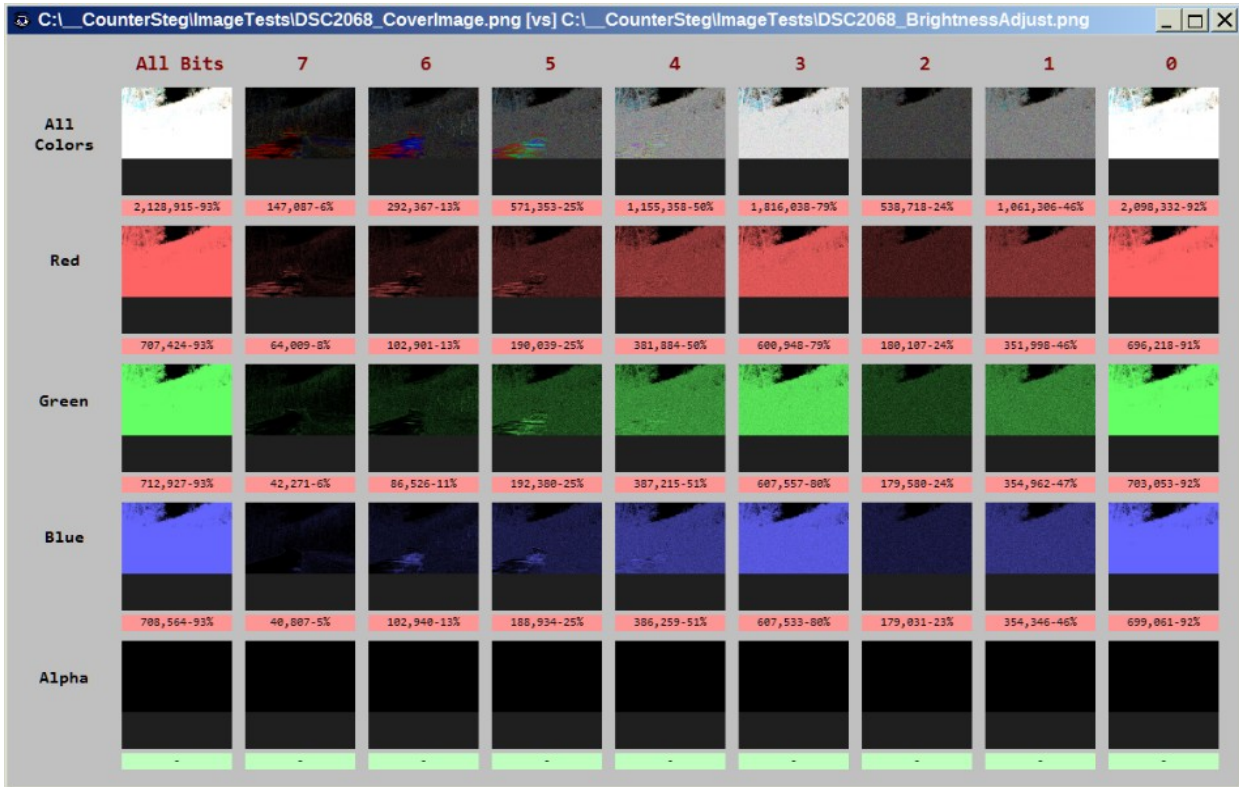 C:\__CounterSteg\ImageTests\DSC2068_CoverImage.png [vs] C:\__CounterSteg\ImageTests\DSC2068_BrightnessAdjust.png
All Bits 7 6 5 4 3 2 1 0
All
Colors
2,128,915-93% 147,087-6% 292,367-13% 571,353-25% 1,155,358-50% 1,816,038-79% 538,718-24% 1,061,306-46% 2,098,332-92%
Red
707,424-93% 64,009-8% 102,901-13% 190,039-25% 381,884-50% 600,948-79% 180,107-24% 351,998-46% 696,218-91%
Green
712,927-93% 42,271-6% 86,526-11% 192,380-25% 387,215-51% 607,557-80% 179,580-24% 354,962-47% 703,053-92%
Blue
708,564-93% 40,807-5% 102,940-13% 188,934-25% 386,259-51% 607,533-80% 179,031-23% 354,346-46% 699,061-92%
Alpha
- - - - - - - - -